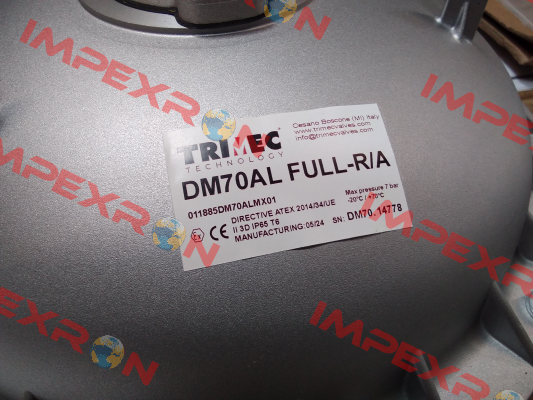 IMPEXRON
TRIMEC
TECHNOLOGY
Cesano Boscone (MI) Italy
www.trimecvalves.com
info@trimecvalves.com
DM70AL FULL-R/A
011885DM70ALMX01
Max pressure 7 bar
-20°C / +70°C
Ex CE DIRECTIVE ATEX 2014/34/UE
II 3D IP65 T6
MANUFACTURING:05/24
SN: DM70.14778
IMPEXRON
IMPEXRON
IMPEXRON
IMPEXRON